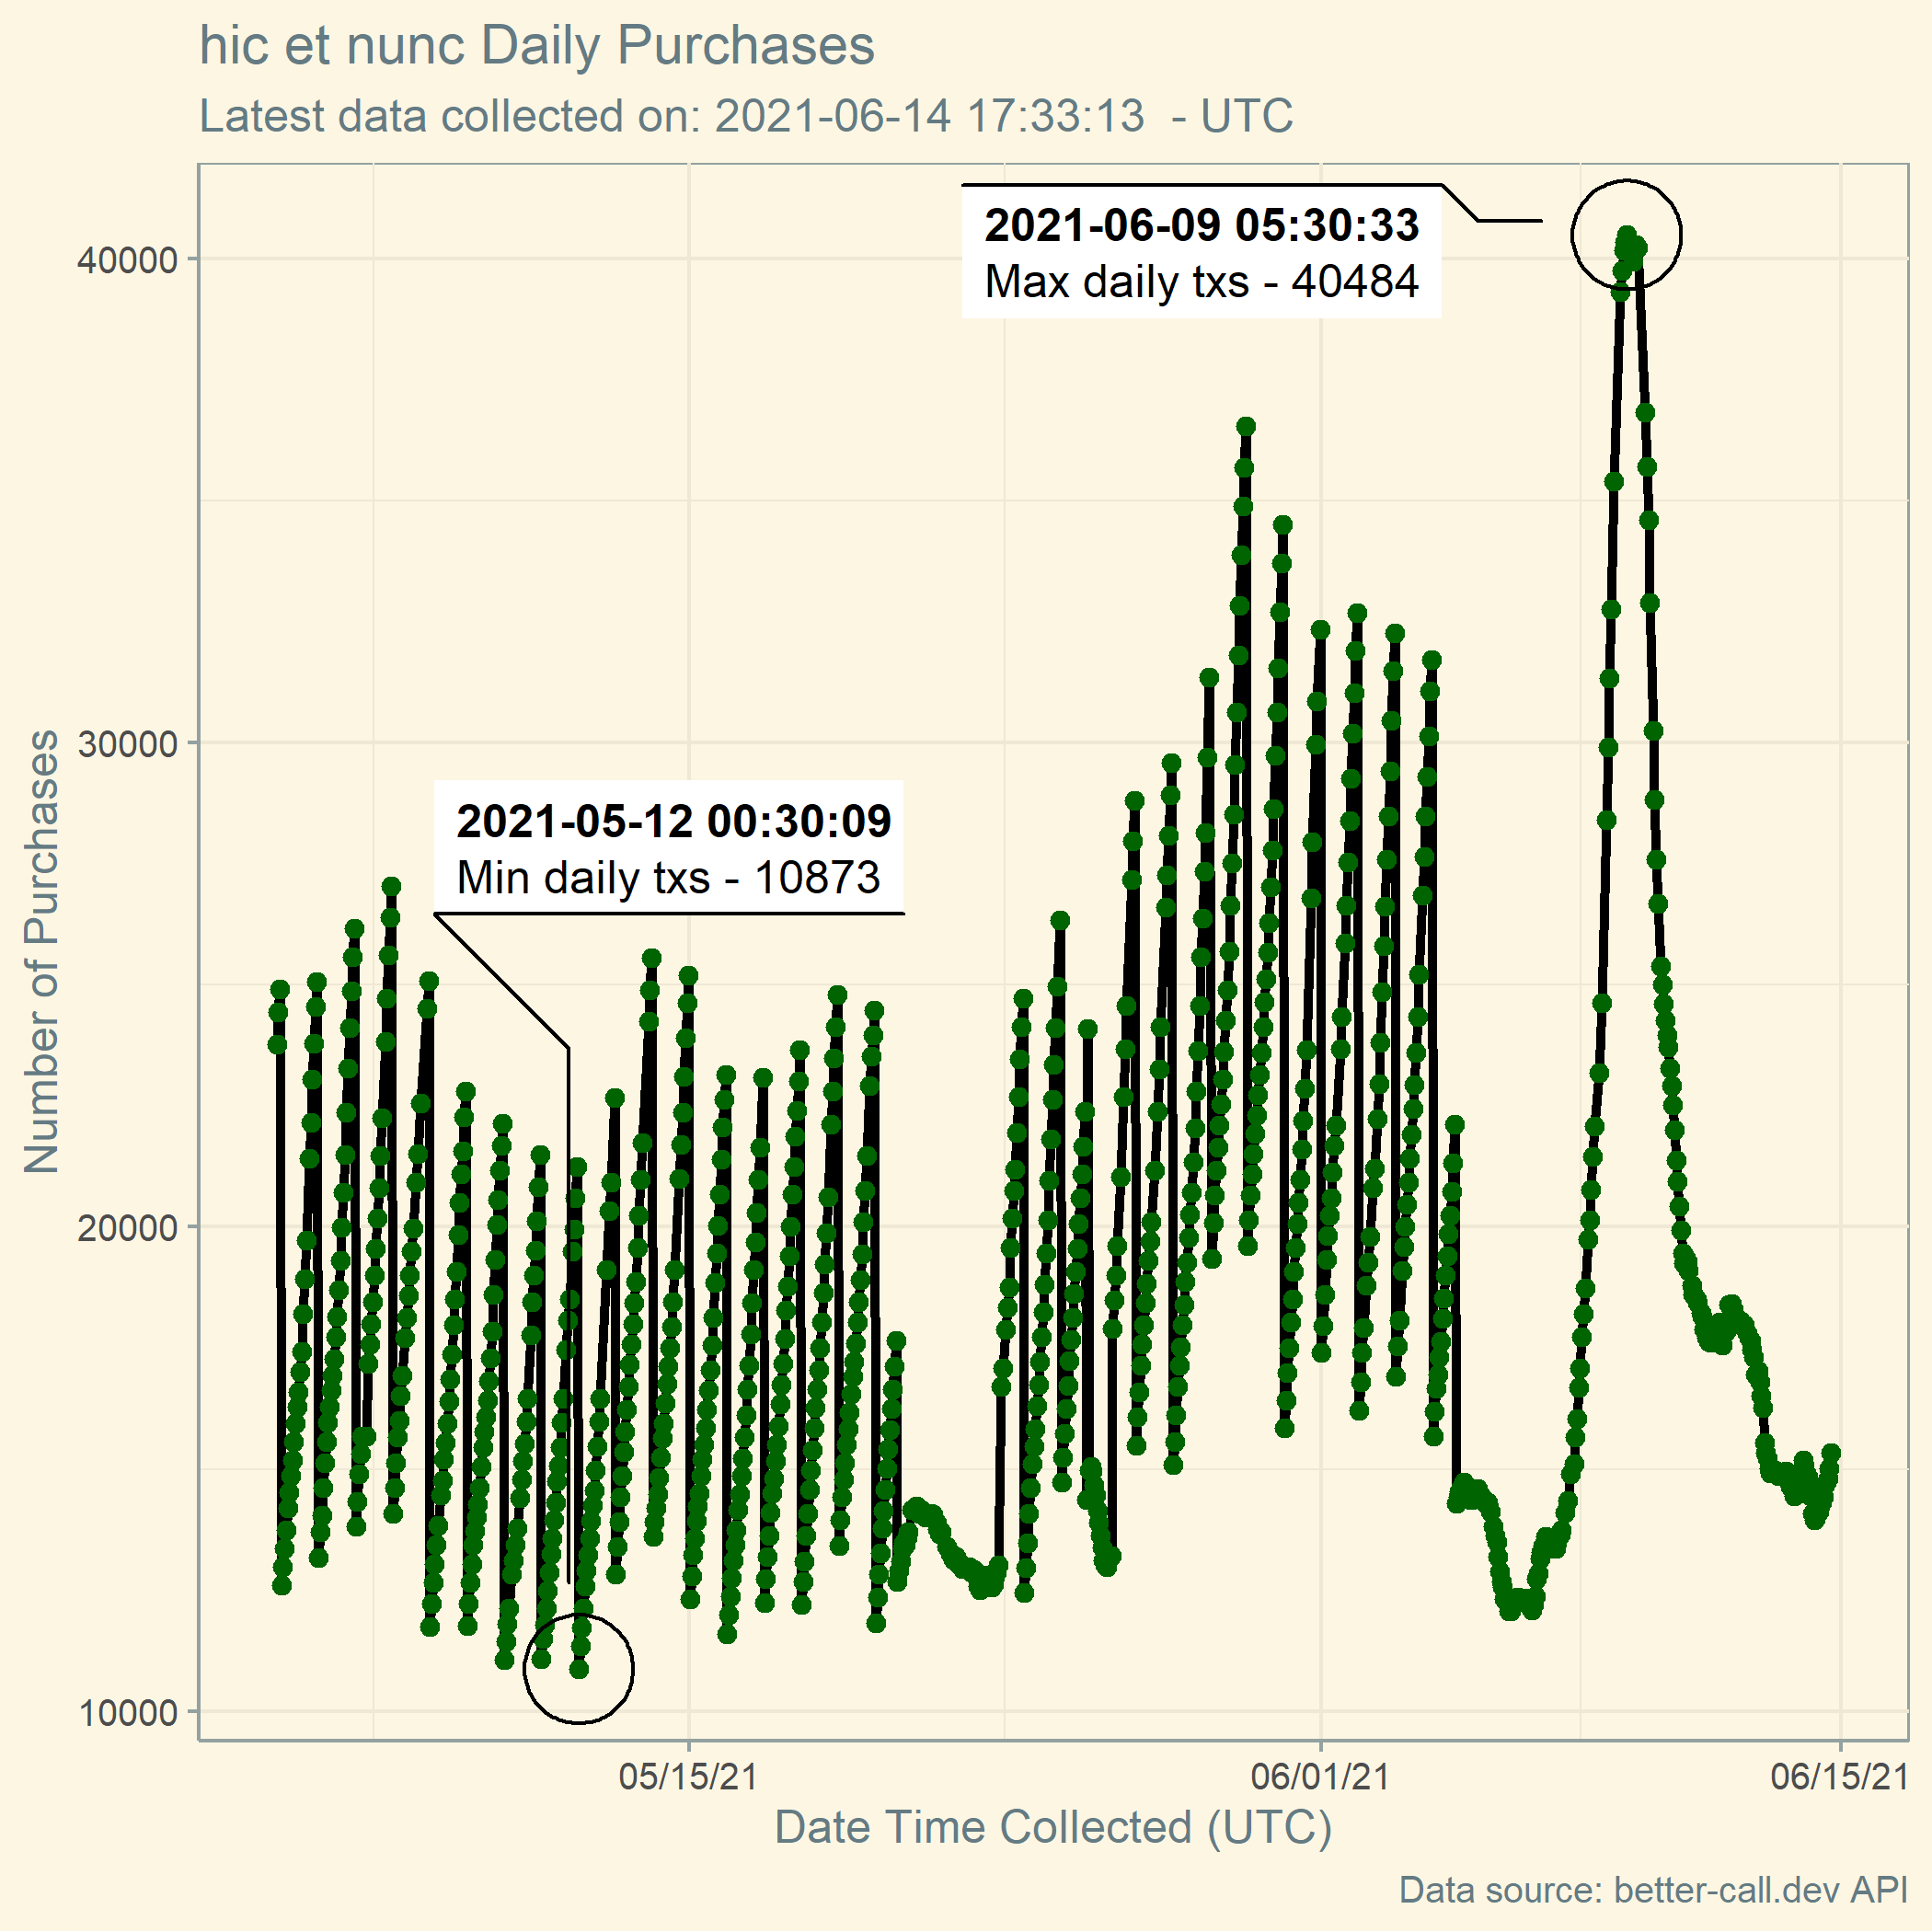 hic et nunc Daily Purchases
Latest data collected on: 2021-06-14 17:33:13  - UTC
2021-06-09 05:30:33
Max daily txs - 40484
2021-05-12 00:30:09
Min daily txs - 10873
Number of Purchases
40000
30000
20000
10000
05/15/21
06/01/21
06/15/21
Date Time Collected (UTC)
Data source: better-call.dev API